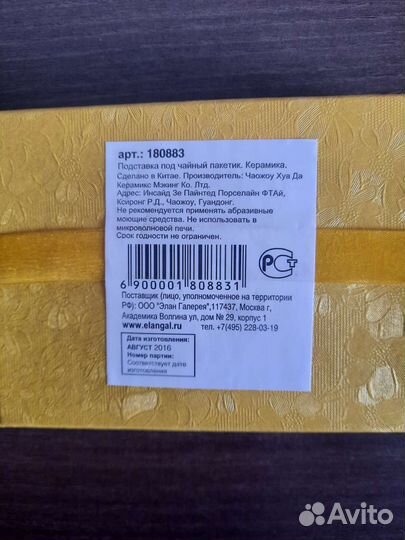 арт.: 180883
Подставка под чайный пакетик. Керамика.
Сделано в Китае. Производитель: Чаожоу Хуа Да
Керамикс Мэкинг Ко. Лтд.
Адрес: Инсайд Зе Пайнтед Порселайн ФТАй,
Ксиронг Р.Д., Чаожоу, Гуандонг.
Не рекомендуется применять абразивные
моющие средства. Не использовать в
микроволновой печи.
Срок годности не ограничен.
6 900001 808831
РСТ
Поставщик (лицо, уполномоченное на территории
РФ): ООО "Элан Галерея",117437, Москва г,
Академика Волгина ул, дом № 29, корпус 1
www.elangal.ru тел. +7(495) 228-03-19
Дата изготовления:
АВГУСТ 2016
Номер партии:
Соответствует дате
изготовления
Avito